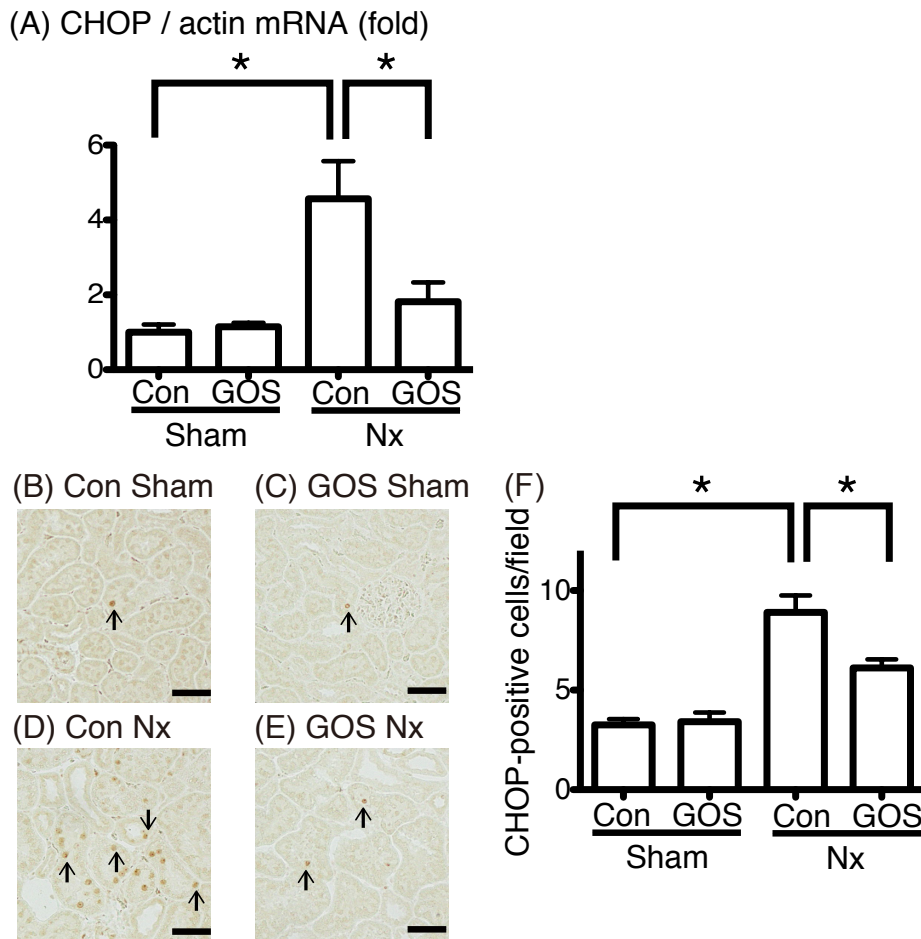 (A) CHOP / actin mRNA (fold)
*
*
6
4
2
0
Con GOS Con GOS
Sham Nx
(B) Con Sham
(C) GOS Sham
(D) Con Nx
(E) GOS Nx
(F)
*
*
CHOP-positive cells/field
10
5
0
Con GOS Con GOS
Sham Nx